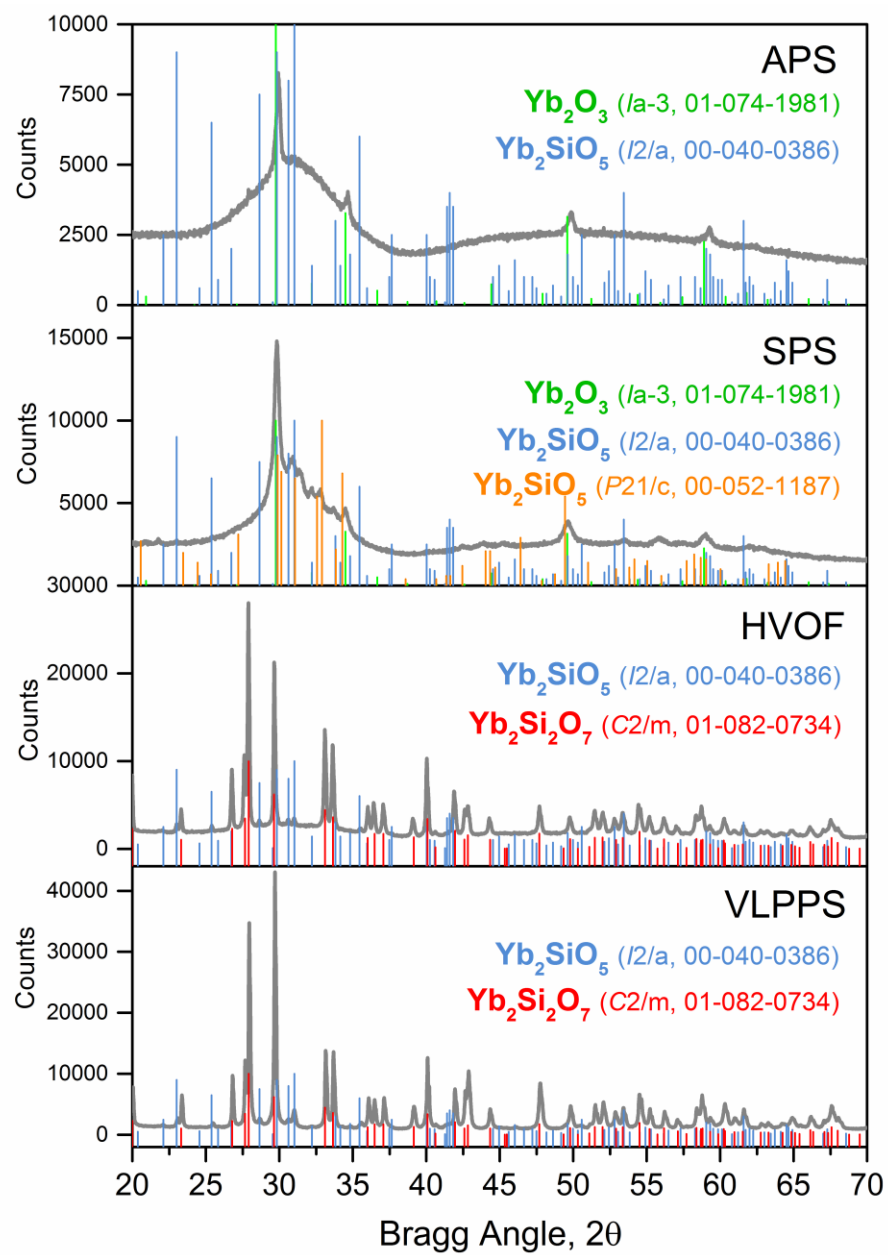 10000
APS
7500
Yb₂O₃ (Ia-3, 01-074-1981)
Yb₂SiO₅ (I2/a, 00-040-0386)
5000
2500
0
Counts
15000
SPS
Yb₂O₃ (Ia-3, 01-074-1981)
10000
Yb₂SiO₅ (I2/a, 00-040-0386)
Yb₂SiO₅ (P21/c, 00-052-1187)
5000
Counts
30000
HVOF
20000
Yb₂SiO₅ (I2/a, 00-040-0386)
Yb₂Si₂O₇ (C2/m, 01-082-0734)
10000
0
Counts
40000
VLPPS
30000
Yb₂SiO₅ (I2/a, 00-040-0386)
Yb₂Si₂O₇ (C2/m, 01-082-0734)
20000
10000
0
Counts
20 25 30 35 40 45 50 55 60 65 70
Bragg Angle, 2θ